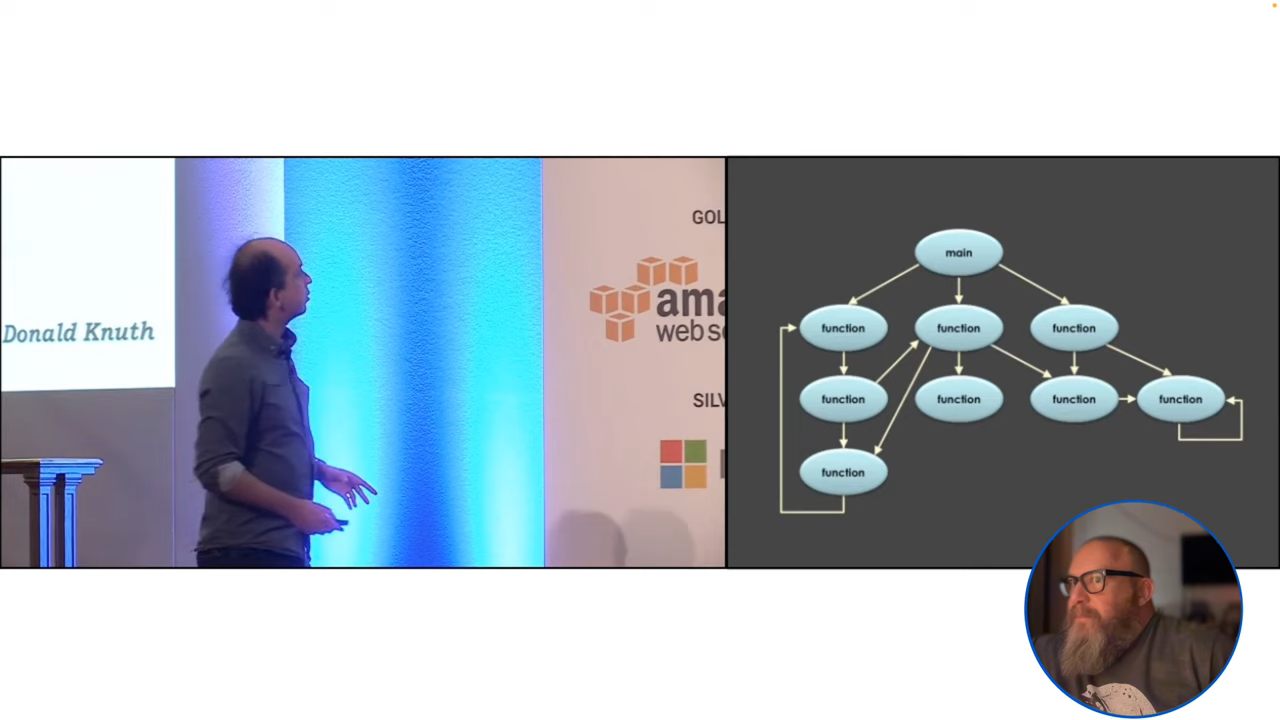 Donald Knuth
GOL
ama
web se
SILV
main
function
function
function
function
function
function
function
function